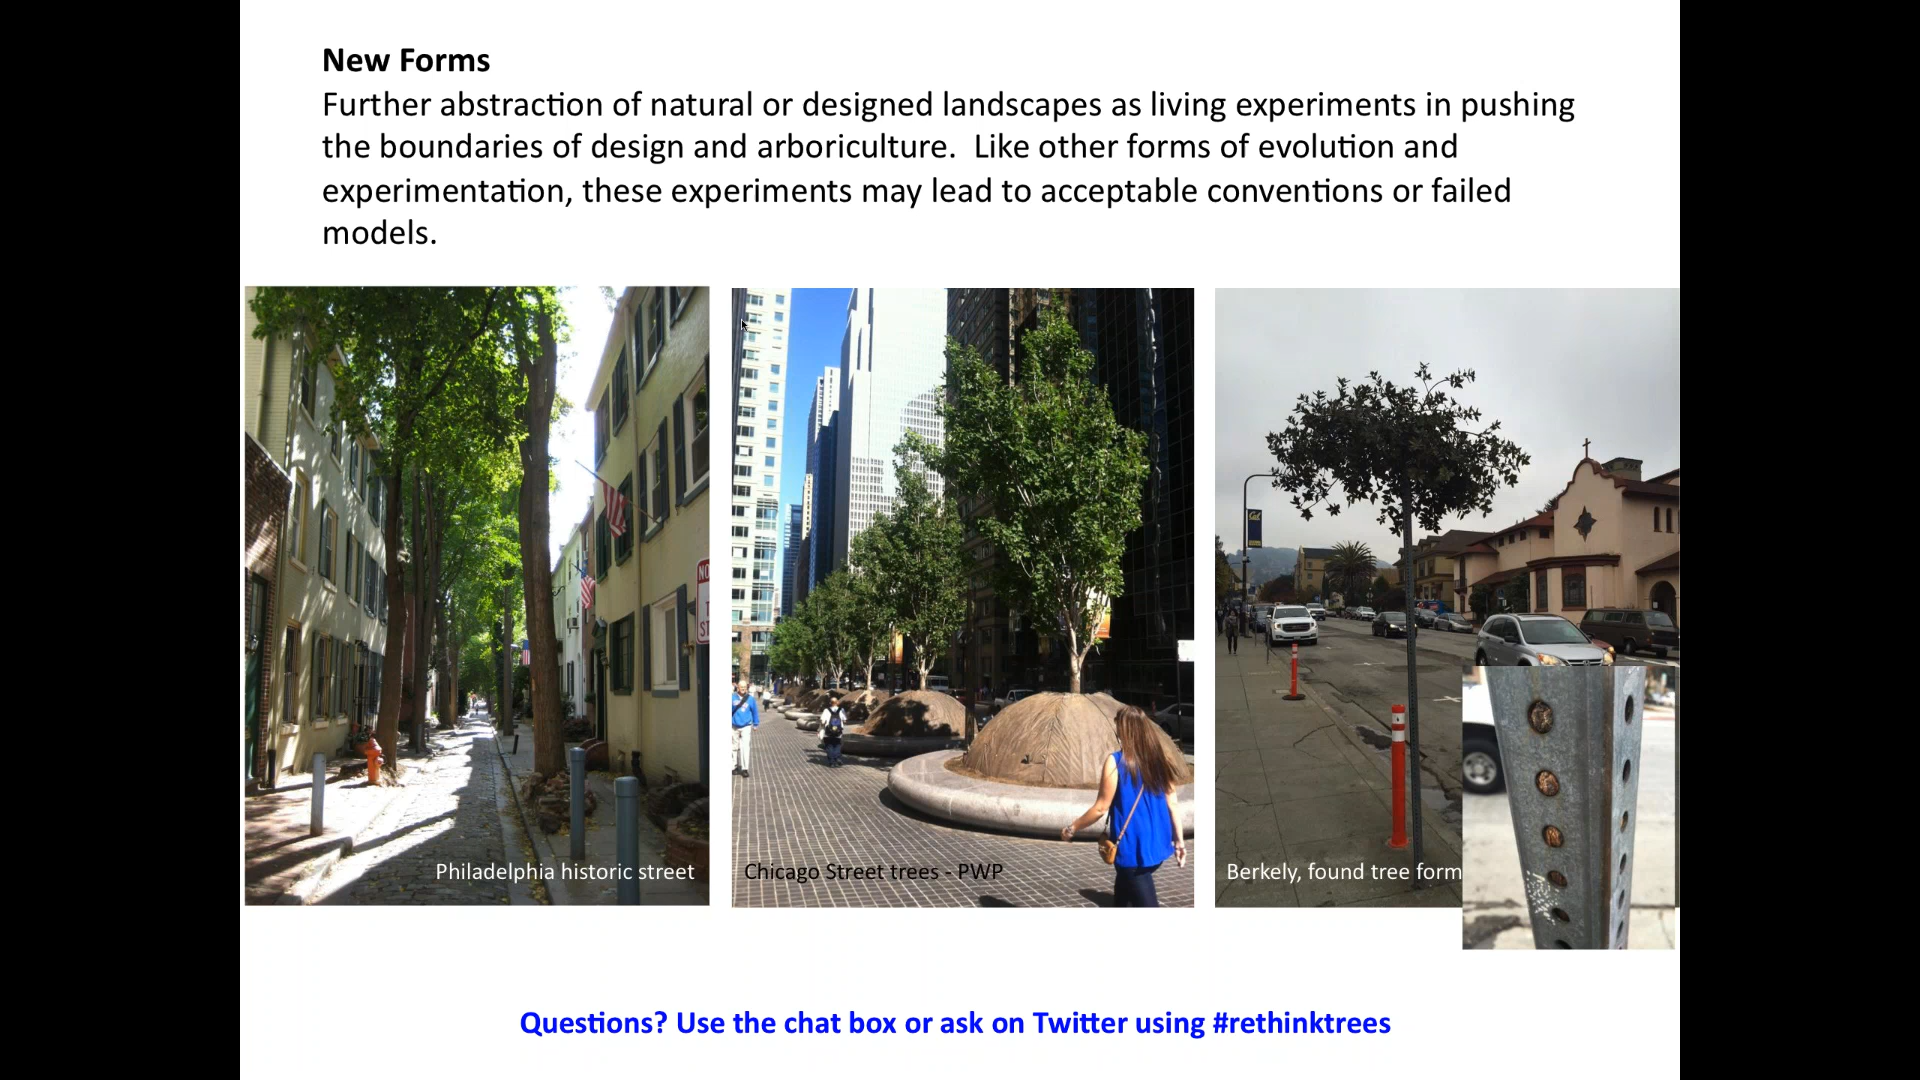 New Forms
Further abstraction of natural or designed landscapes as living experiments in pushing
the boundaries of design and arboriculture.  Like other forms of evolution and
experimentation, these experiments may lead to acceptable conventions or failed
models.
NO
Philadelphia historic street
Chicago Street trees - PWP
Cal
Berkely, found tree form
Questions? Use the chat box or ask on Twitter using #rethinktrees